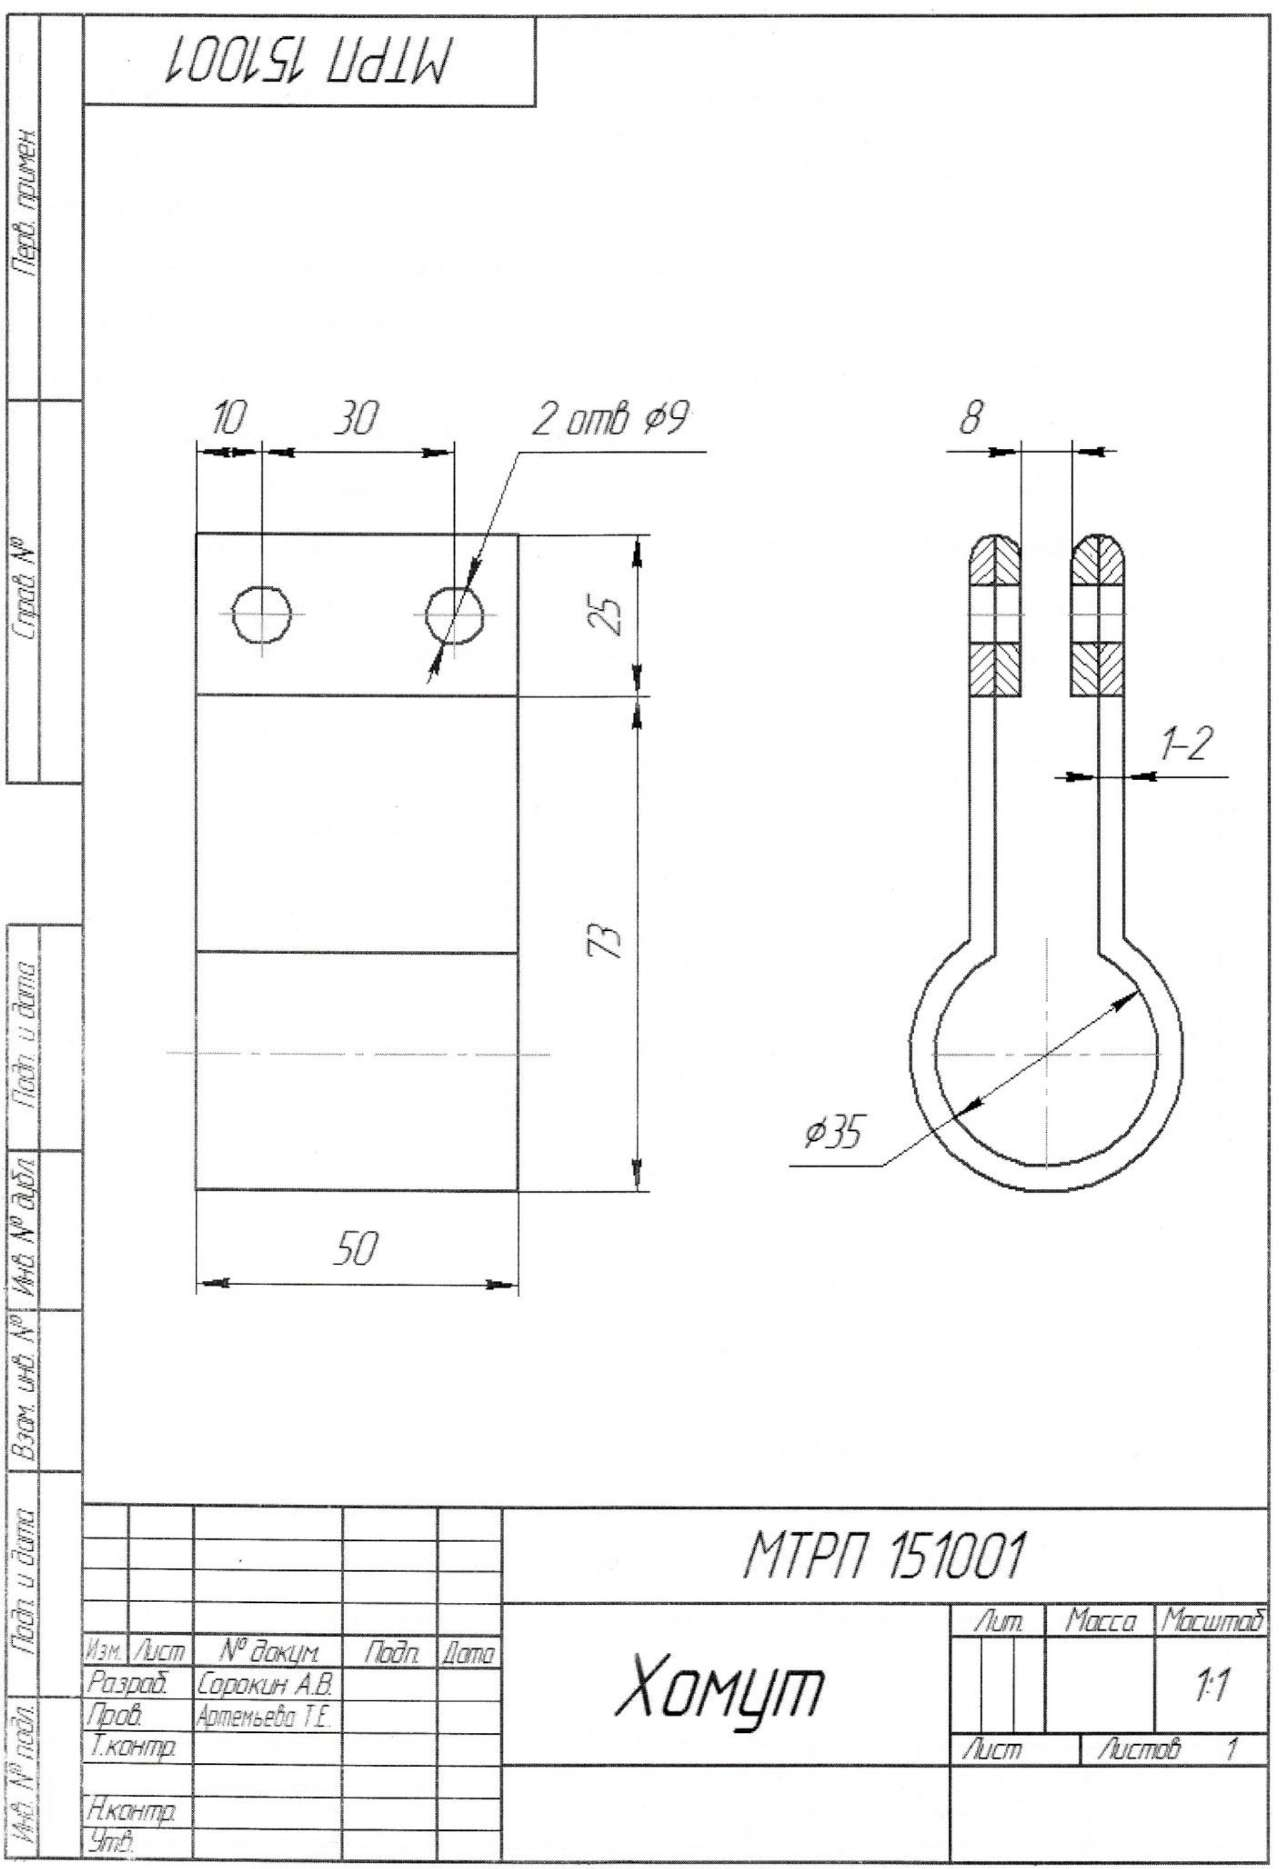 МТРП 151001
Перв. примен.
Справ. №
Подп. и дата
Инв. № дубл.
Взам. инв. №
Подп. и дата
Инв. № подл.
10
30
2 отв ⌀9
8
25
1-2
73
⌀35
50
МТРП 151001
Изм. Лист № докум. Подп. Дата
Разраб. Сорокин А.В.
Пров. Артемьева Т.Е.
Т.контр.
Н.контр.
Утв.
Хомут
Лит. Масса Масштаб
1:1
Лист Листов 1